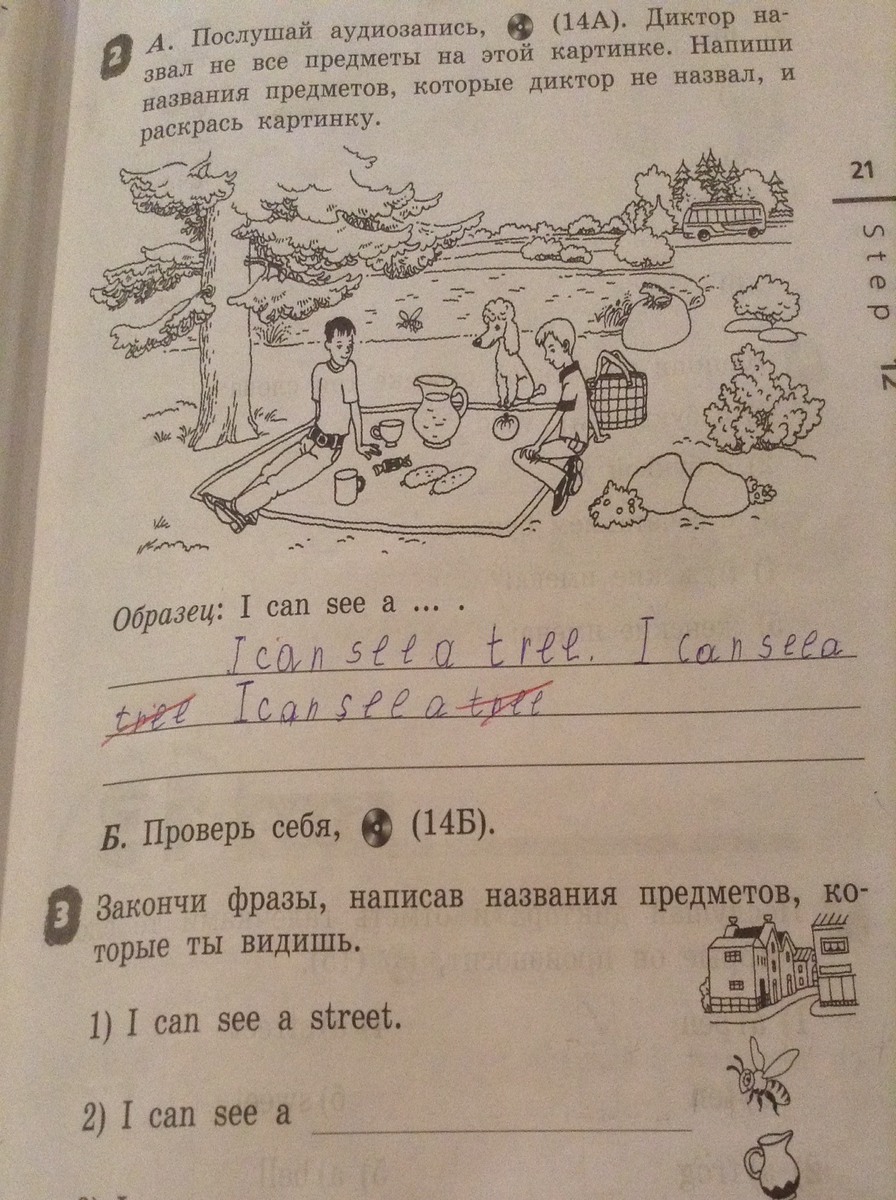 2 А. Послушай аудиозапись, (14А). Диктор на-
звал не все предметы на этой картинке. Напиши
названия предметов, которые диктор не назвал, и
раскрась картинку.
21
Step 12
Образец: I can see a ... .
I can see a tree. I can see a
tree I can see a tree
Б. Проверь себя, (14Б).
3 Закончи фразы, написав названия предметов, ко-
торые ты видишь.
1) I can see a street.
2) I can see a